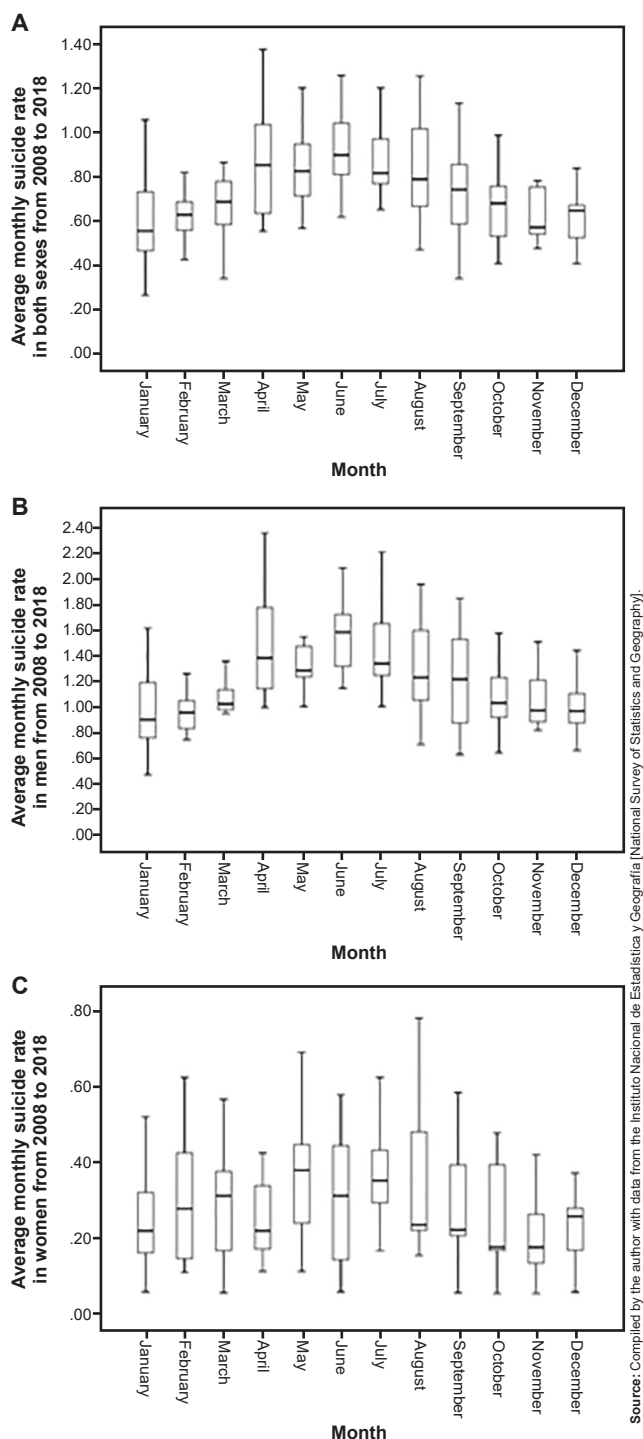 A
Average monthly suicide rate
in both sexes from 2008 to 2018
1.40
1.20
1.00
.80
.60
.40
.20
.00
January
February
March
April
May
June
July
August
September
October
November
December
Month
B
Average monthly suicide rate
in men from 2008 to 2018
2.40
2.20
2.00
1.80
1.60
1.40
1.20
1.00
.80
.60
.40
.20
.00
January
February
March
April
May
June
July
August
September
October
November
December
Month
C
Average monthly suicide rate
in women from 2008 to 2018
.80
.60
.40
.20
.00
January
February
March
April
May
June
July
August
September
October
November
December
Month
Source: Compiled by the author with data from the Instituto Nacional de Estadística y Geografía [National Survey of Statistics and Geography].